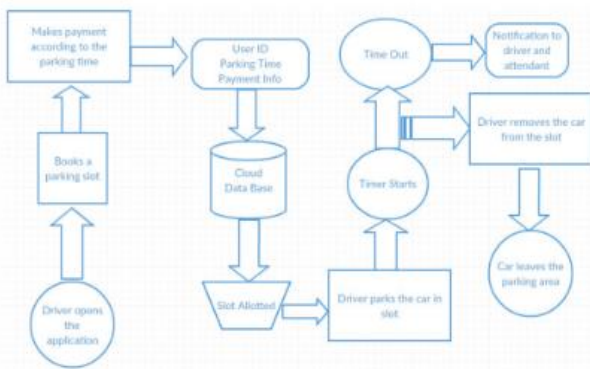 Makes payment
according to the
parking time
User ID
Parking Time
Payment Info
Time Out
Notification to
driver and
attendant
Books a
parking slot
Cloud
Data Base
Timer Starts
Driver removes the car
from the slot
Driver opens
the
application
Slot Allotted
Driver parks the car in
slot
Car leaves the
parking area